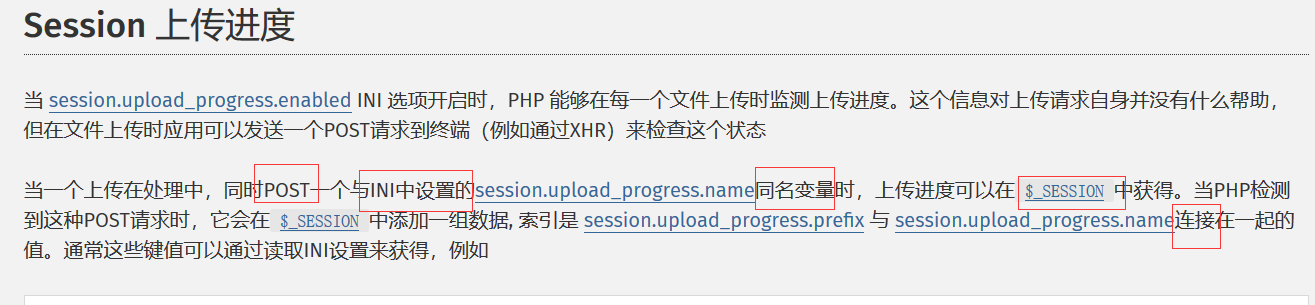 Session 上传进度
当 session.upload_progress.enabled INI 选项开启时，PHP 能够在每一个文件上传时监测上传进度。这个信息对上传请求自身并没有什么帮助，
但在文件上传时应用可以发送一个POST请求到终端（例如通过XHR）来检查这个状态
当一个上传在处理中，同时POST一个与INI中设置的session.upload_progress.name同名变量时，上传进度可以在 $_SESSION 中获得。当PHP检测
到这种POST请求时，它会在 $_SESSION 中添加一组数据, 索引是 session.upload_progress.prefix 与 session.upload_progress.name连接在一起的
值。通常这些键值可以通过读取INI设置来获得，例如